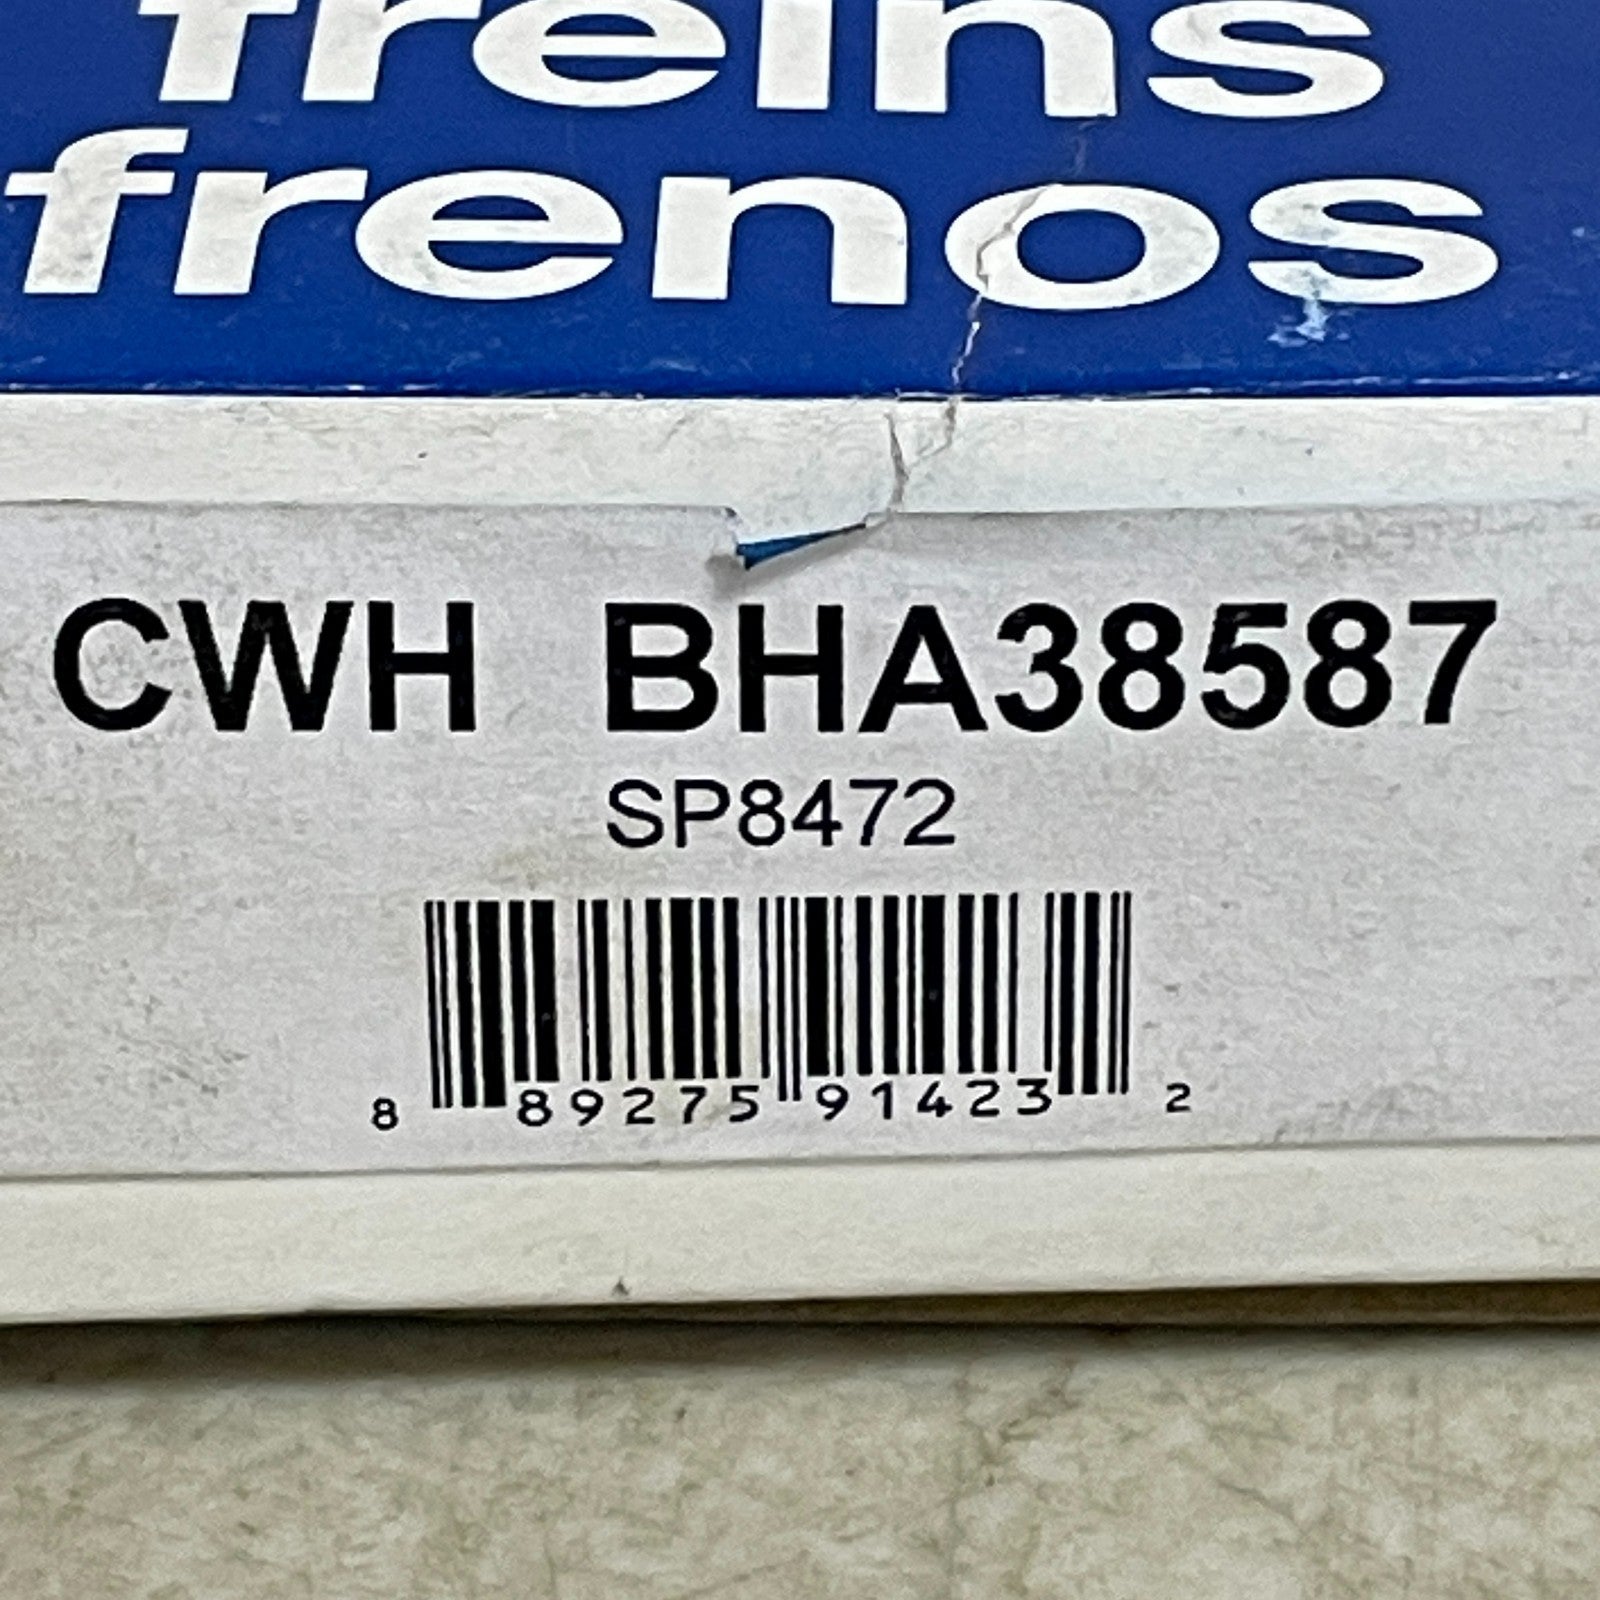 freins
frenos
CWH BHA38587
SP8472
8 89275 91423 2